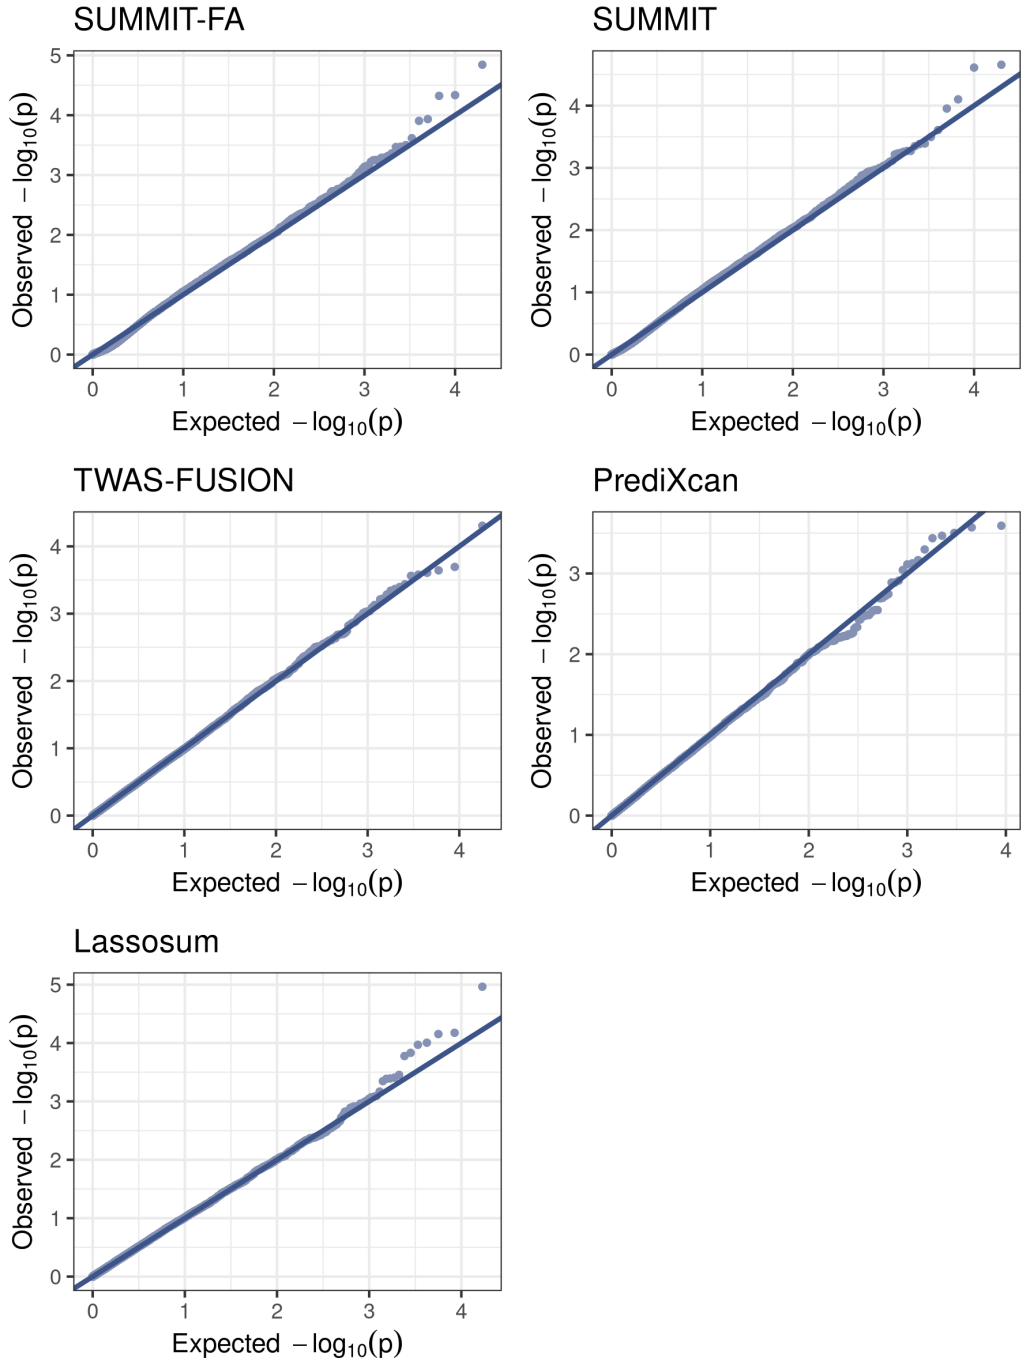 SUMMIT-FA
SUMMIT
5
4
3
2
1
0
Observed −log₁₀(p)
0 1 2 3 4
Expected −log₁₀(p)
4
3
2
1
0
Observed −log₁₀(p)
0 1 2 3 4
Expected −log₁₀(p)
TWAS-FUSION
PrediXcan
4
3
2
1
0
Observed −log₁₀(p)
0 1 2 3 4
Expected −log₁₀(p)
3
2
1
0
Observed −log₁₀(p)
0 1 2 3 4
Expected −log₁₀(p)
Lassosum
5
4
3
2
1
0
Observed −log₁₀(p)
0 1 2 3 4
Expected −log₁₀(p)